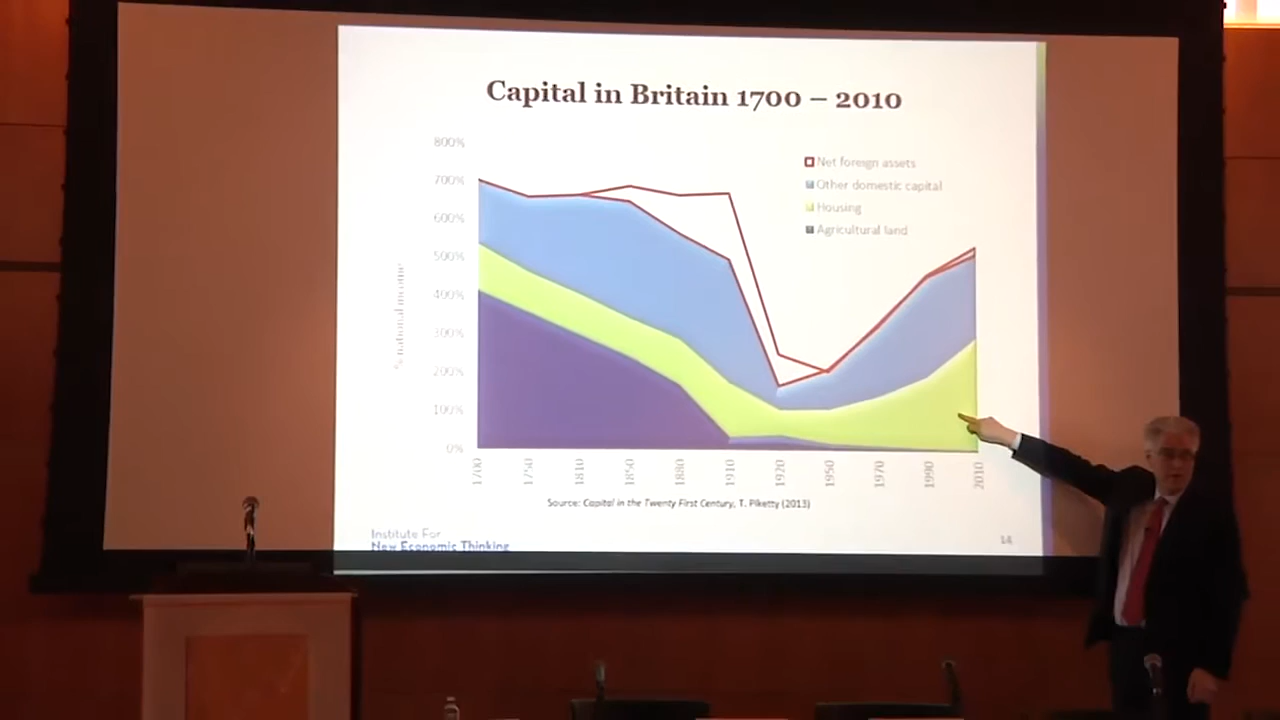 Capital in Britain 1700 – 2010
800%
700%
600%
500%
400%
300%
200%
100%
0%
% national income
Net foreign assets
Other domestic capital
Housing
Agricultural land
1700
1750
1810
1850
1880
1910
1920
1950
1970
1990
2010
Source: Capital in the Twenty First Century, T. Piketty (2013)
Institute For
New Economic Thinking
14